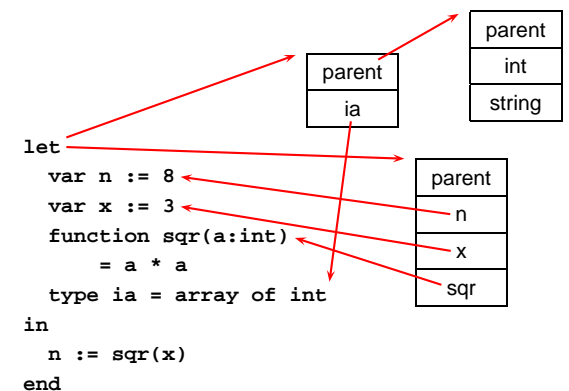 parent
int
string
parent
ia
let
var n := 8
var x := 3
function sqr(a:int)
= a * a
type ia = array of int
in
n := sqr(x)
end
parent
n
x
sqr